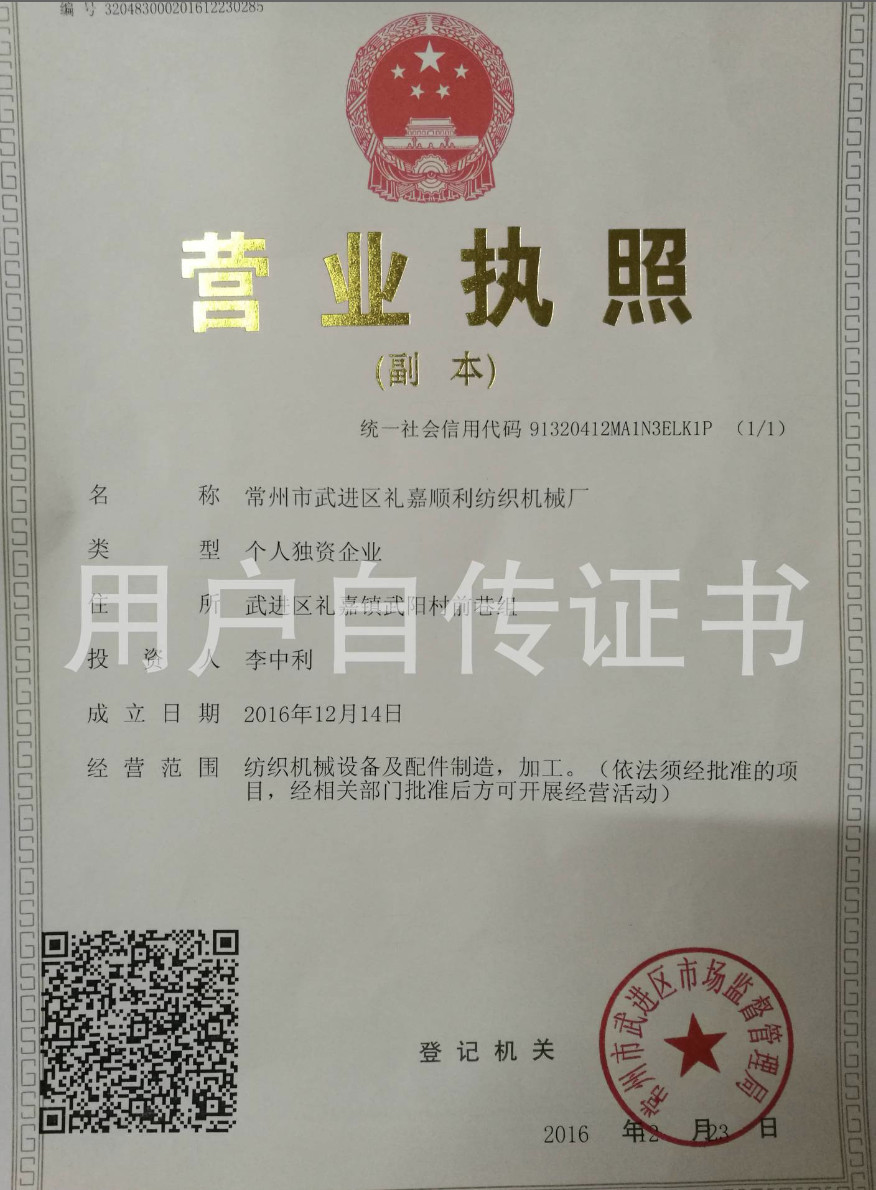 编 号 320483000201612230285
营业执照
(副 本)
统一社会信用代码 91320412MA1N3ELK1P （1/1）
名 称 常州市武进区礼嘉顺利纺织机械厂
类 型 个人独资企业
住 所 武进区礼嘉镇武阳村前巷组
投 资 人 李中利
成 立 日 期 2016年12月14日
经 营 范 围 纺织机械设备及配件制造，加工。（依法须经批准的项
目，经相关部门批准后方可开展经营活动）
用户自传证书
登 记 机 关
常州市武进区市场监督管理局
2016 年12 月23 日